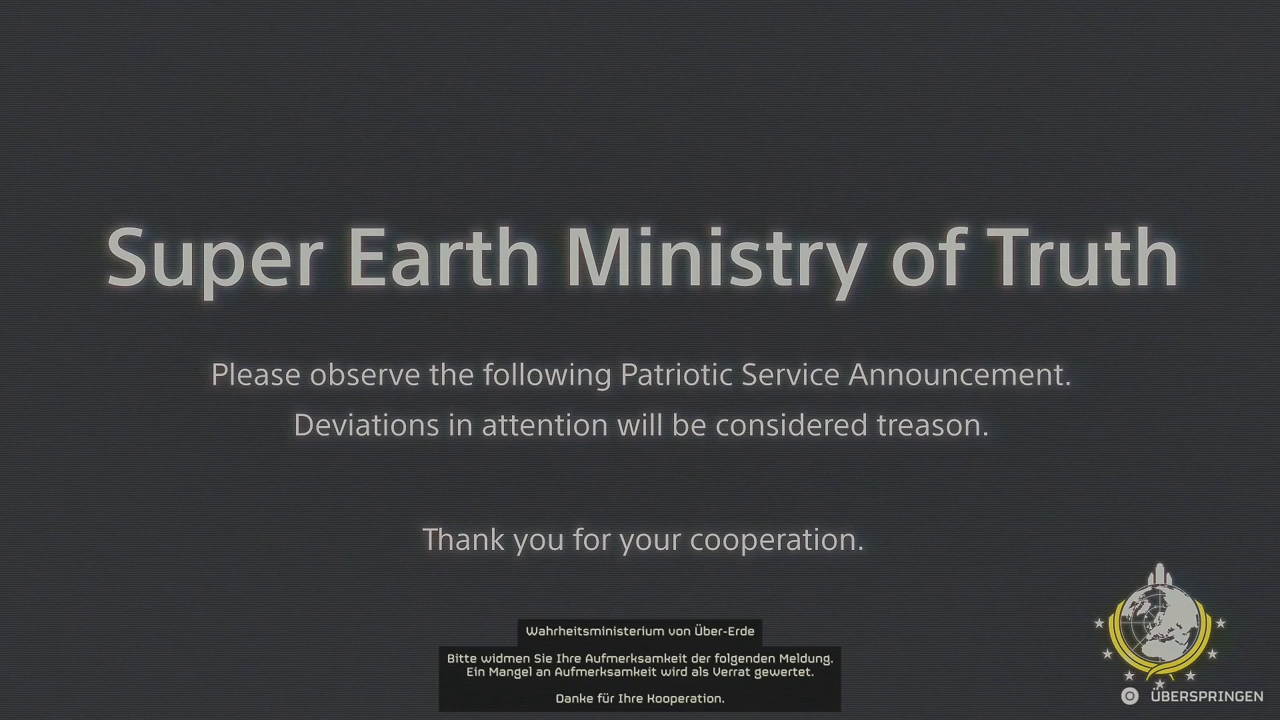 Super Earth Ministry of Truth
Please observe the following Patriotic Service Announcement.
Deviations in attention will be considered treason.
Thank you for your cooperation.
Wahrheitsministerium von Über-Erde
Bitte widmen Sie Ihre Aufmerksamkeit der folgenden Meldung.
Ein Mangel an Aufmerksamkeit wird als Verrat gewertet.
Danke für Ihre Kooperation.
ÜBERSPRINGEN